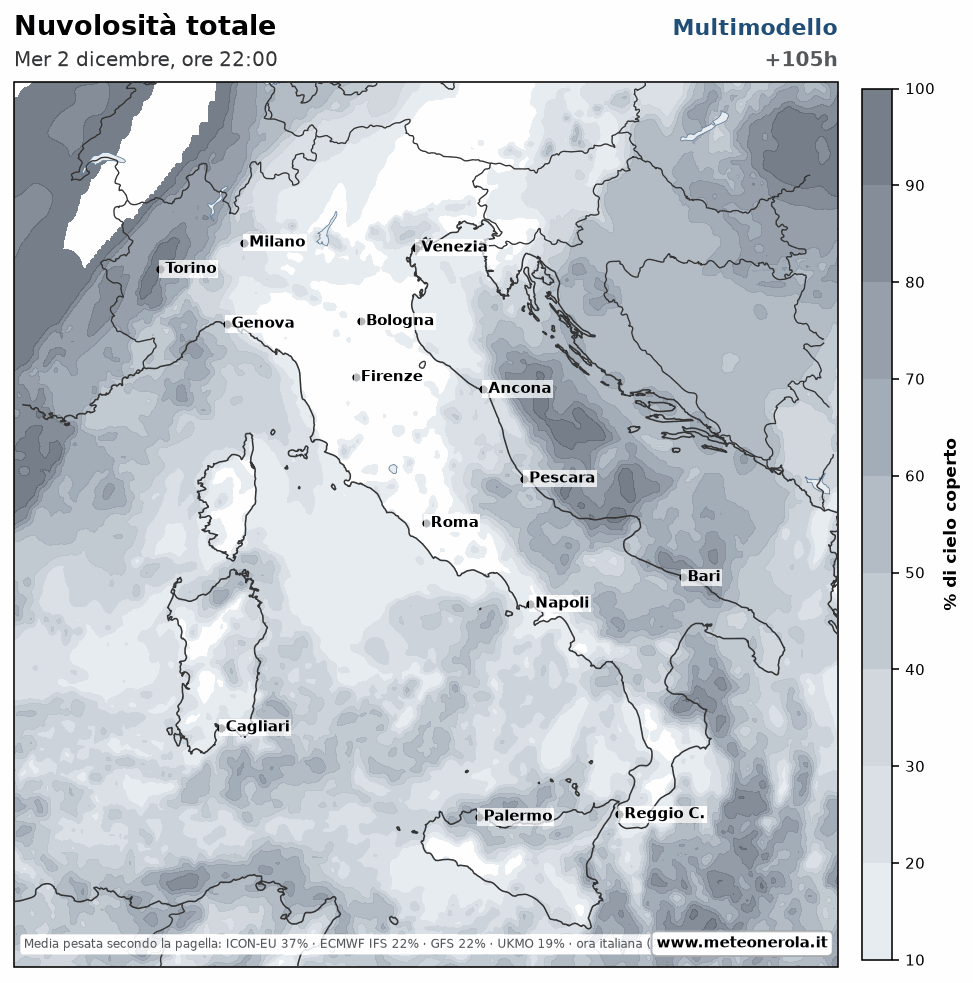 Nuvolosità totale
Multimodello
Mer 2 dicembre, ore 22:00
+105h
100
90
80
70
60
50
40
30
20
10
% di cielo coperto
Milano
Venezia
Torino
Genova
Bologna
Firenze
Ancona
Pescara
Roma
Bari
Napoli
Cagliari
Palermo
Reggio C.
Media pesata secondo la pagella: ICON-EU 37% · ECMWF IFS 22% · GFS 22% · UKMO 19% · ora italiana (
www.meteonerola.it